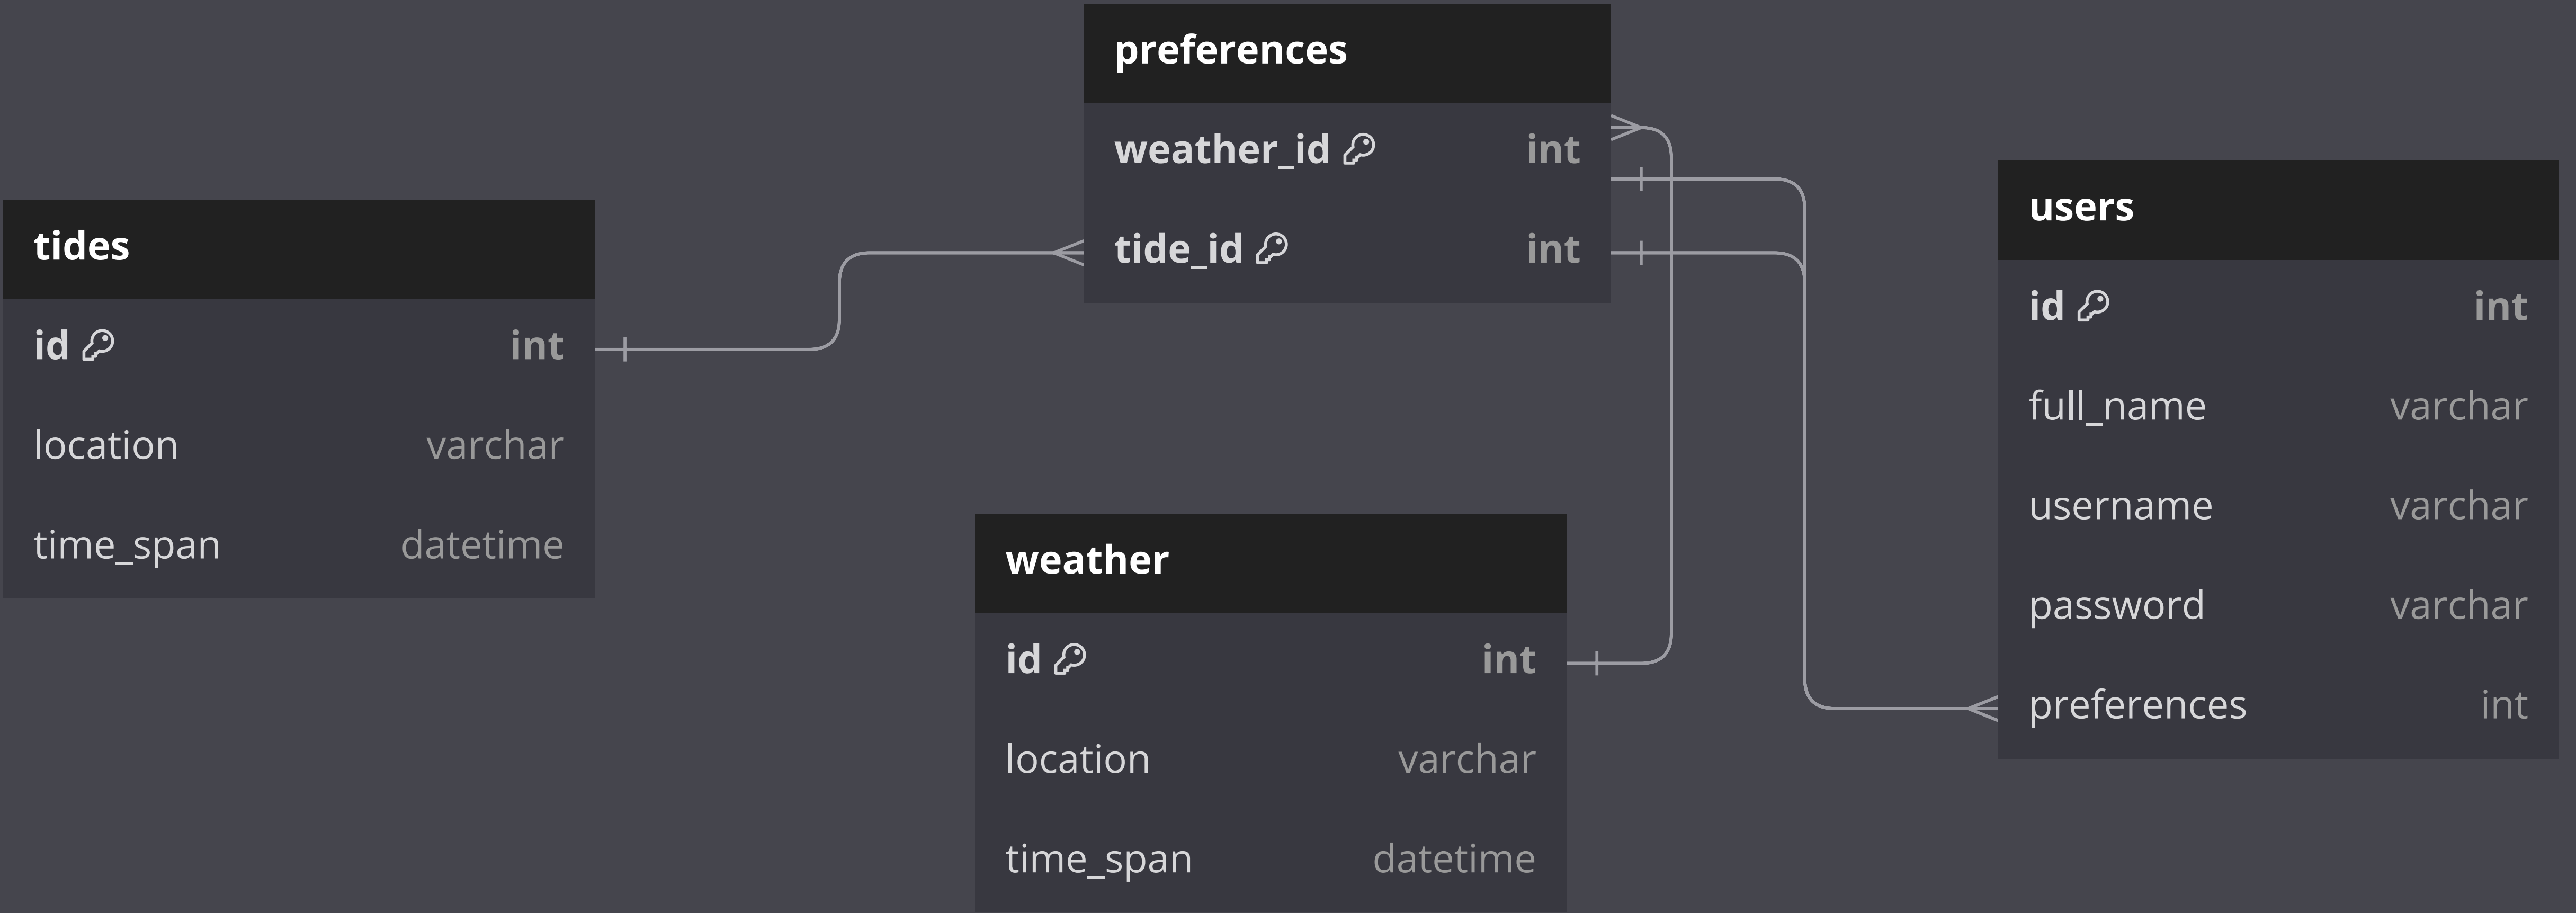 preferences
weather_id int
tide_id int
tides
id int
location varchar
time_span datetime
weather
id int
location varchar
time_span datetime
users
id int
full_name varchar
username varchar
password varchar
preferences int